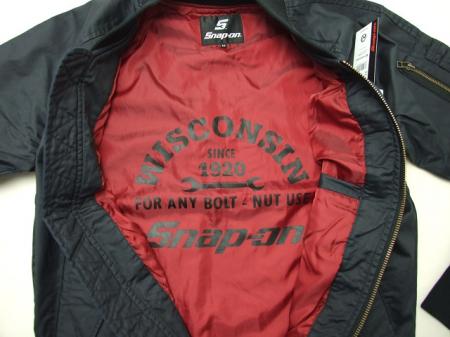 S
Snap-on
WISCONSIN
SINCE
1920
FOR ANY BOLT - NUT USE
Snap-on